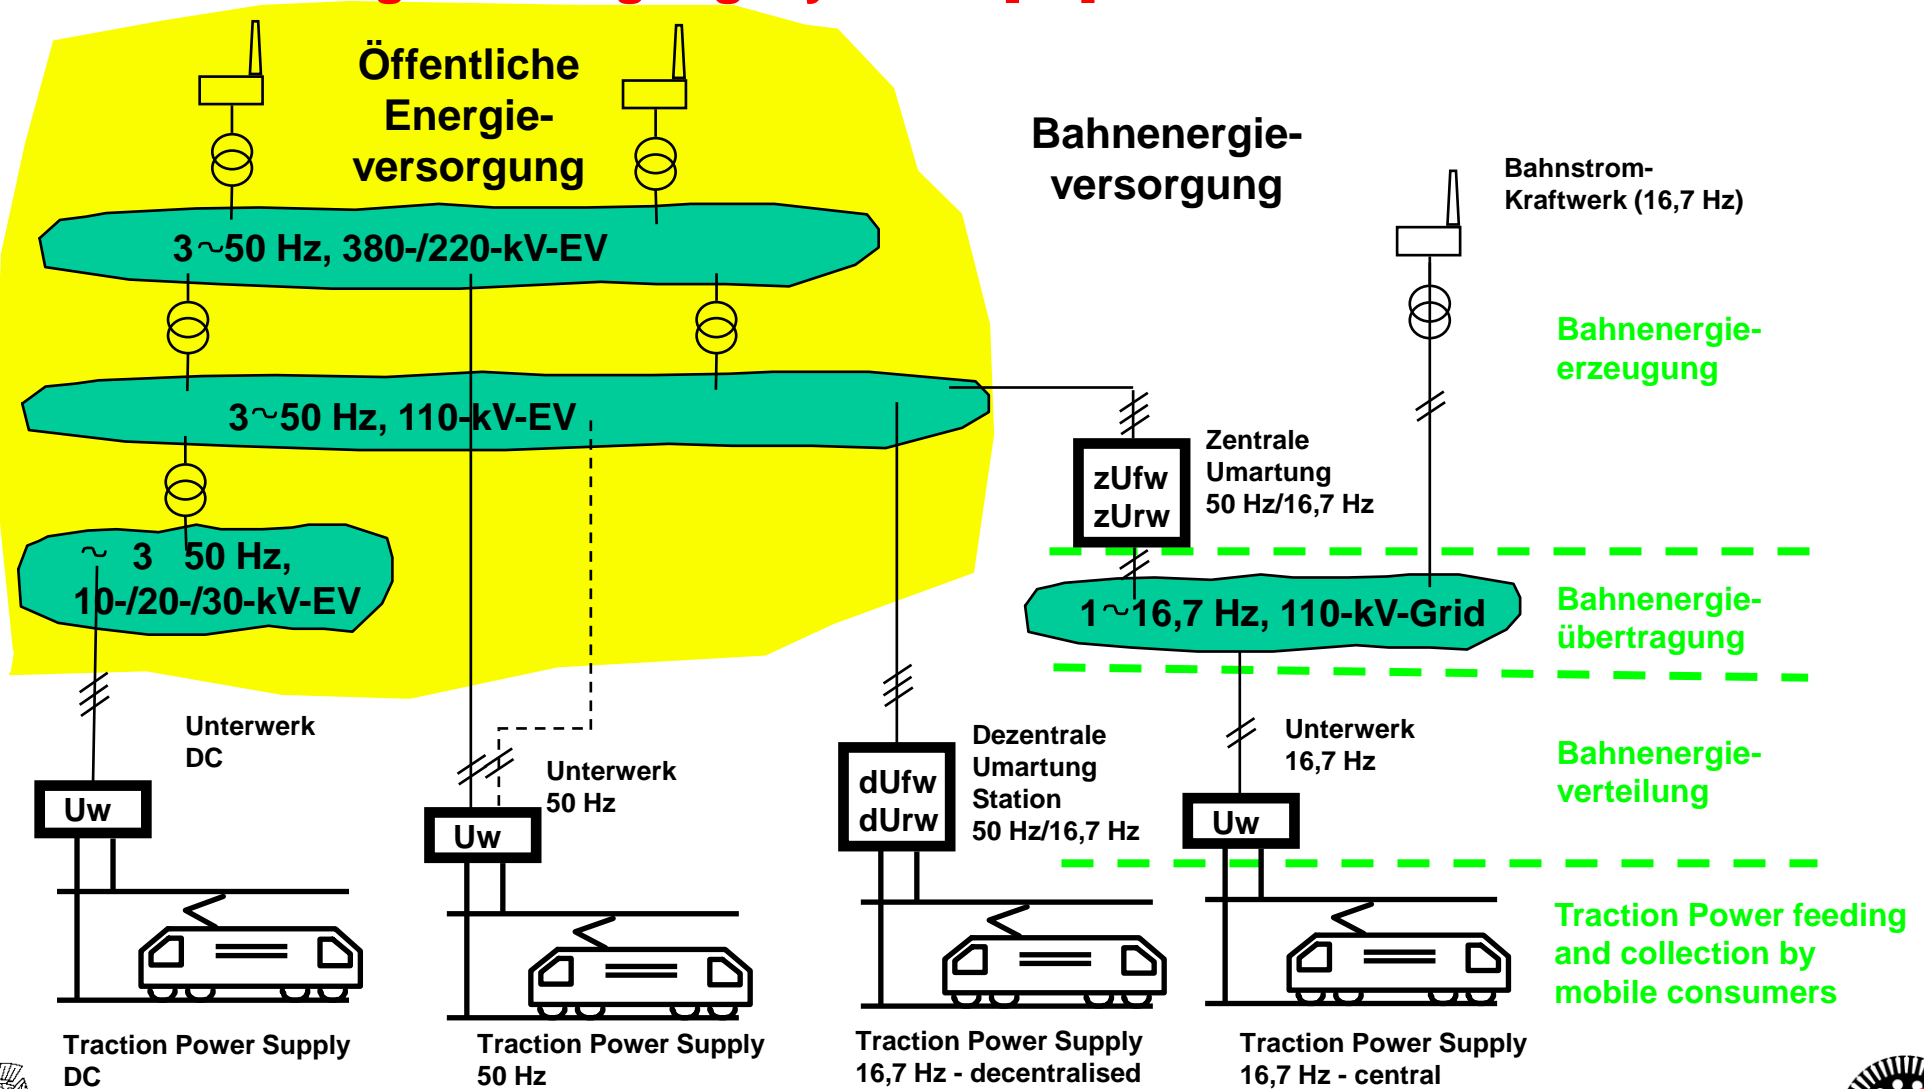 Öffentliche
Energie-
versorgung
Bahnenergie-
versorgung
Bahnstrom-
Kraftwerk (16,7 Hz)
3~50 Hz, 380-/220-kV-EV
Bahnenergie-
erzeugung
3~50 Hz, 110-kV-EV
Zentrale
Umartung
50 Hz/16,7 Hz
zUfw
zUrw
~ 3 50 Hz,
10-/20-/30-kV-EV
1~16,7 Hz, 110-kV-Grid
Bahnenergie-
übertragung
Unterwerk
DC
Unterwerk
50 Hz
Dezentrale
Umartung
Station
50 Hz/16,7 Hz
Unterwerk
16,7 Hz
Bahnenergie-
verteilung
Uw
Uw
dUfw
dUrw
Uw
Traction Power feeding
and collection by
mobile consumers
Traction Power Supply
DC
Traction Power Supply
50 Hz
Traction Power Supply
16,7 Hz - decentralised
Traction Power Supply
16,7 Hz - central